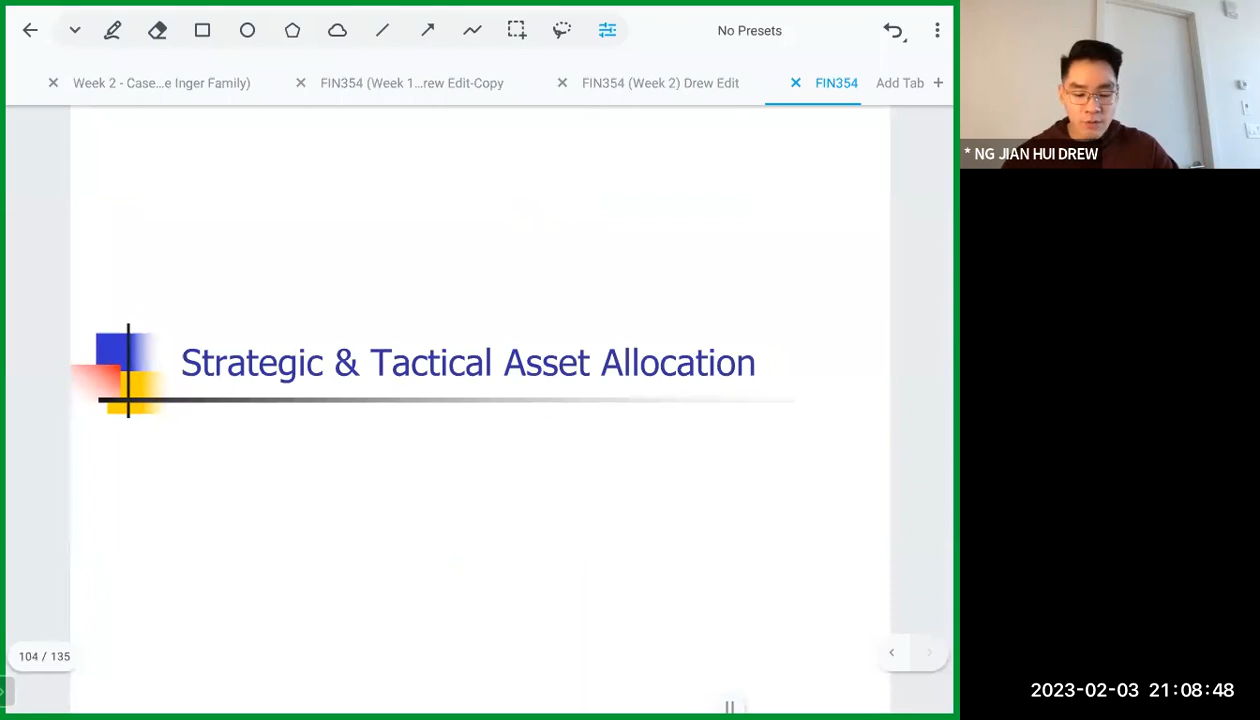 No Presets
Week 2 - Case...e Inger Family)
FIN354 (Week 1...rew Edit-Copy
FIN354 (Week 2) Drew Edit
FIN354
Add Tab
* NG JIAN HUI DREW
Strategic & Tactical Asset Allocation
104 / 135
2023-02-03 21:08:48